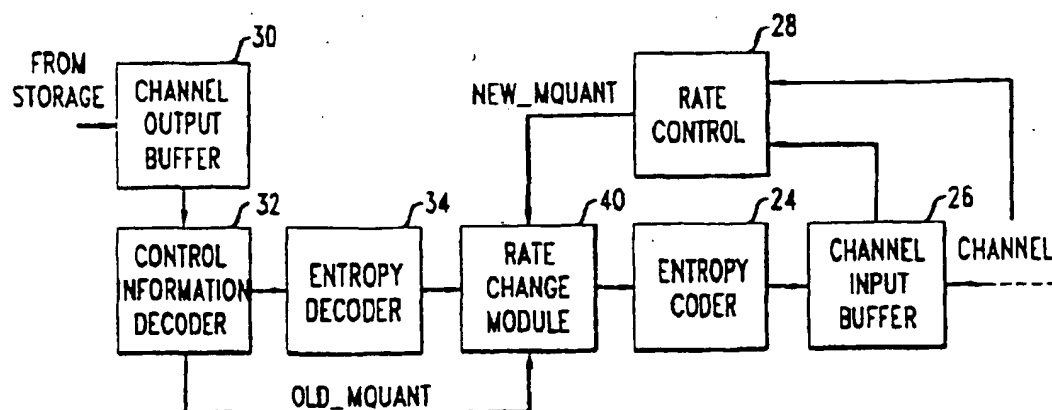 FROM
STORAGE
30
CHANNEL
OUTPUT
BUFFER
NEW_MQUANT
28
RATE
CONTROL
32
CONTROL
NFORMATION
DECODER
34
ENTROPY
DECODER
40
RATE
CHANGE
MODULE
24
ENTROPY
CODER
26
CHANNEL
INPUT
BUFFER
CHANNEL
OLD_MQUANT